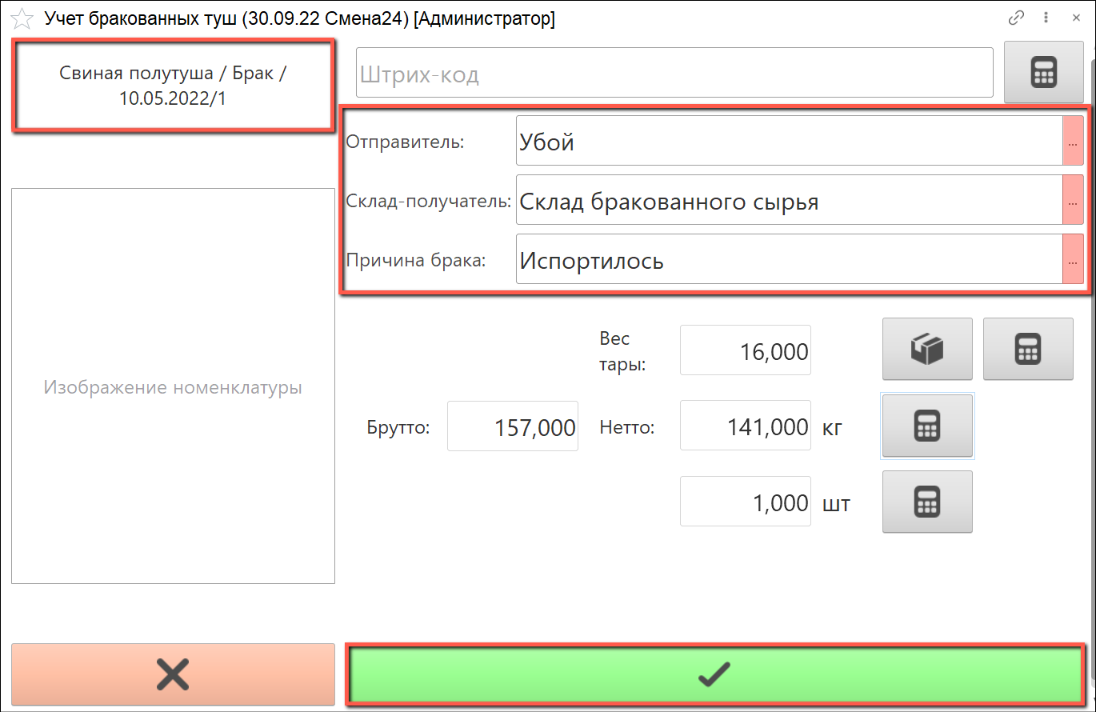 Учет бракованных туш (30.09.22 Смена24) [Администратор]
Свиная полутуша / Брак /
10.05.2022/1
Штрих-код
Отправитель: Убой ...
Склад-получатель: Склад бракованного сырья ...
Причина брака: Испортилось ...
Изображение номенклатуры
Вес
тары: 16,000
Брутто: 157,000 Нетто: 141,000 кг
1,000 шт